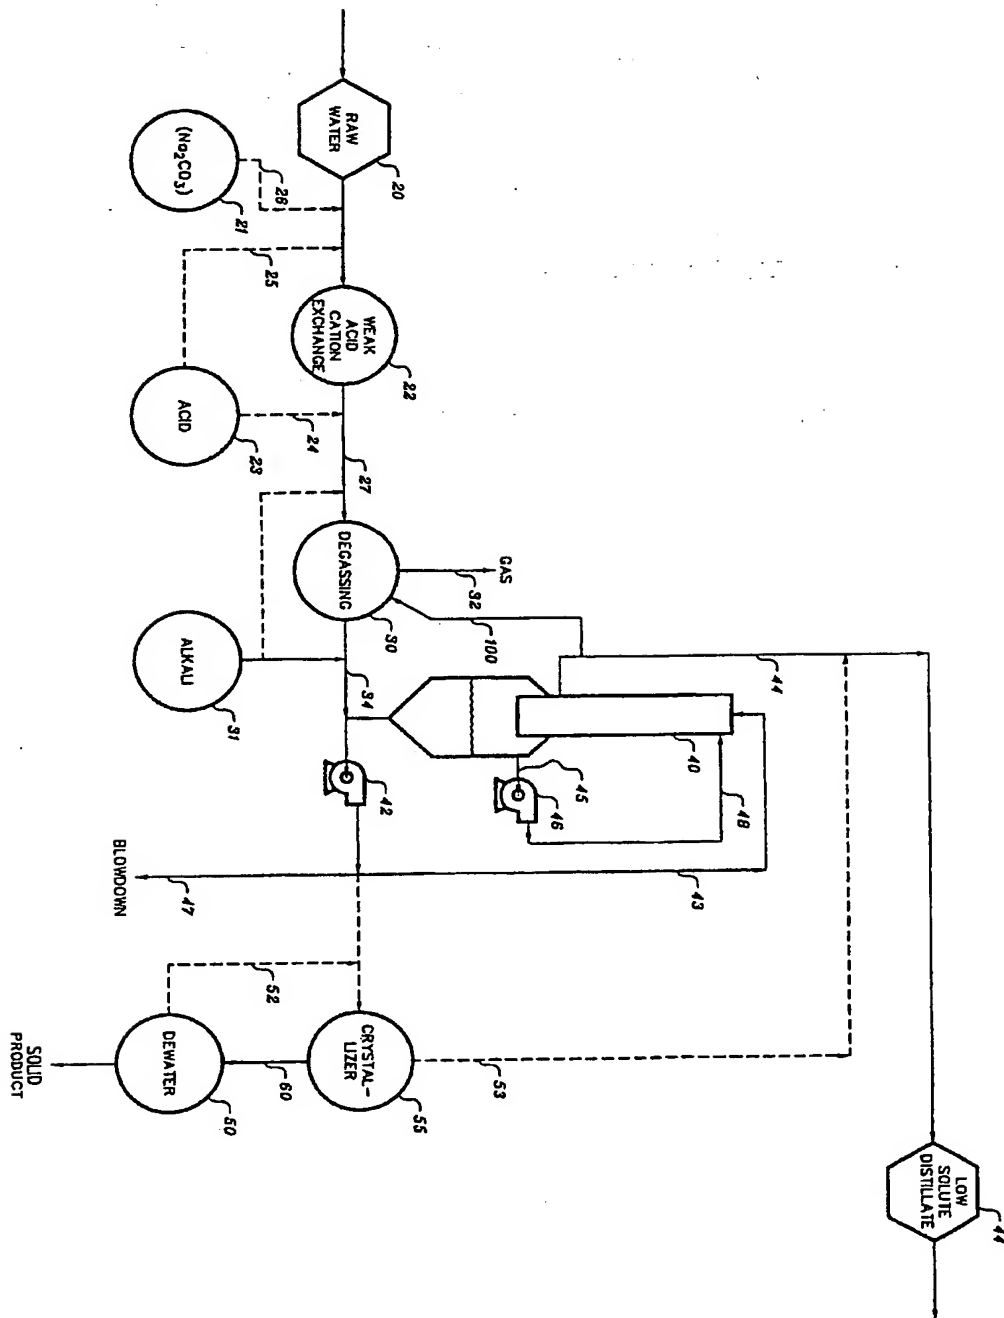 RAW
WATER
20
(Na₂CO₃)
21
28
25
WEAK
ACID
CATION
EXCHANGE
22
ACID
23
24
27
DEGASSING
30
GAS
32
100
ALKALI
31
34
40
42
45
46
48
43
44
BLOWDOWN
47
52
53
CRYSTAL-
LIZER
55
60
DEWATER
50
SOLID
PRODUCT
LOW
SOLUTE
DISTILLATE
44